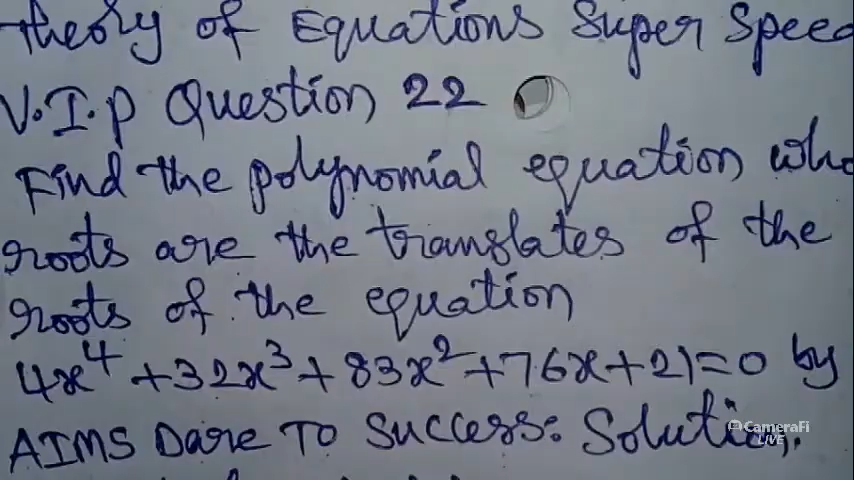 Theory of Equations Super Speed
V.I.P Question 22
Find the polynomial equation who
roots are the translates of the
roots of the equation
4x⁴ + 32x³ + 83x² + 76x + 21 = 0 by
AIMS Dare To Success: Solution.
CameraFi
LIVE